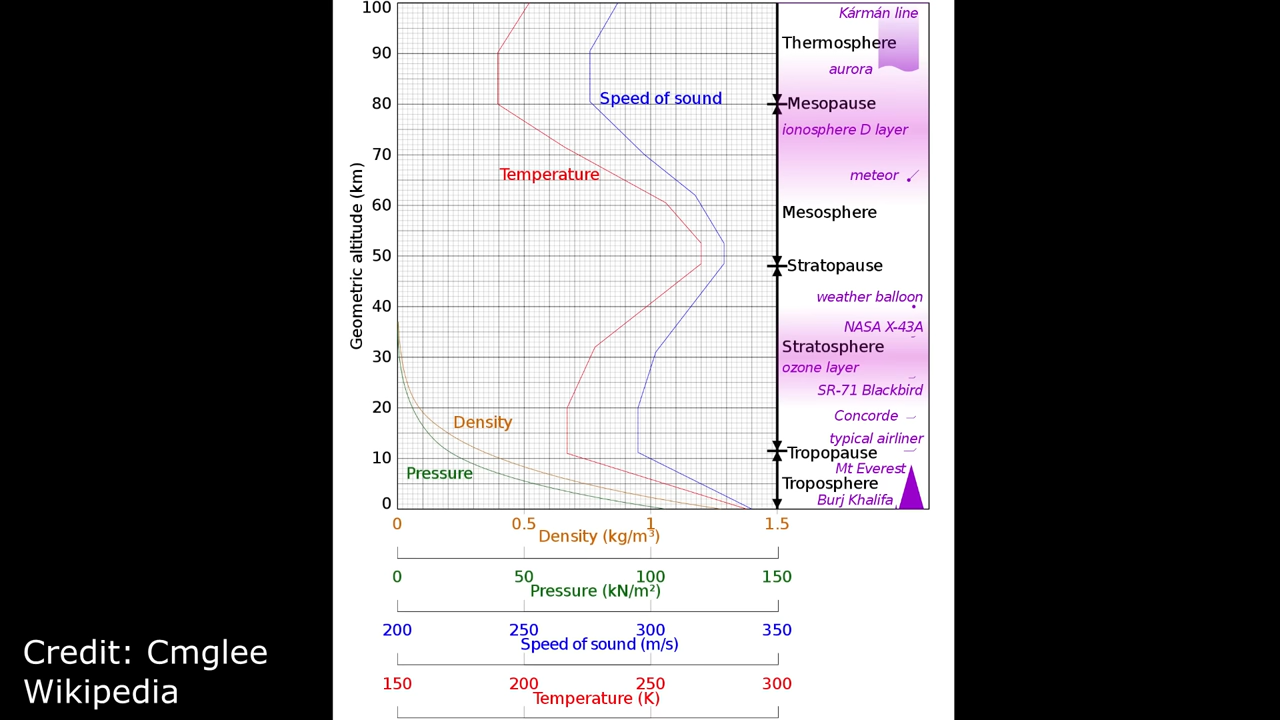 100
90
80
70
60
50
40
30
20
10
0
Geometric altitude (km)
Speed of sound
Temperature
Density
Pressure
Kármán line
Thermosphere
aurora
Mesopause
ionosphere D layer
meteor
Mesosphere
Stratopause
weather balloon
NASA X-43A
Stratosphere
ozone layer
SR-71 Blackbird
Concorde
typical airliner
Tropopause
Mt Everest
Troposphere
Burj Khalifa
0 0.5 1 1.5
Density (kg/m³)
0 50 100 150
Pressure (kN/m²)
200 250 300 350
Speed of sound (m/s)
150 200 250 300
Temperature (K)
Credit: Cmglee
Wikipedia